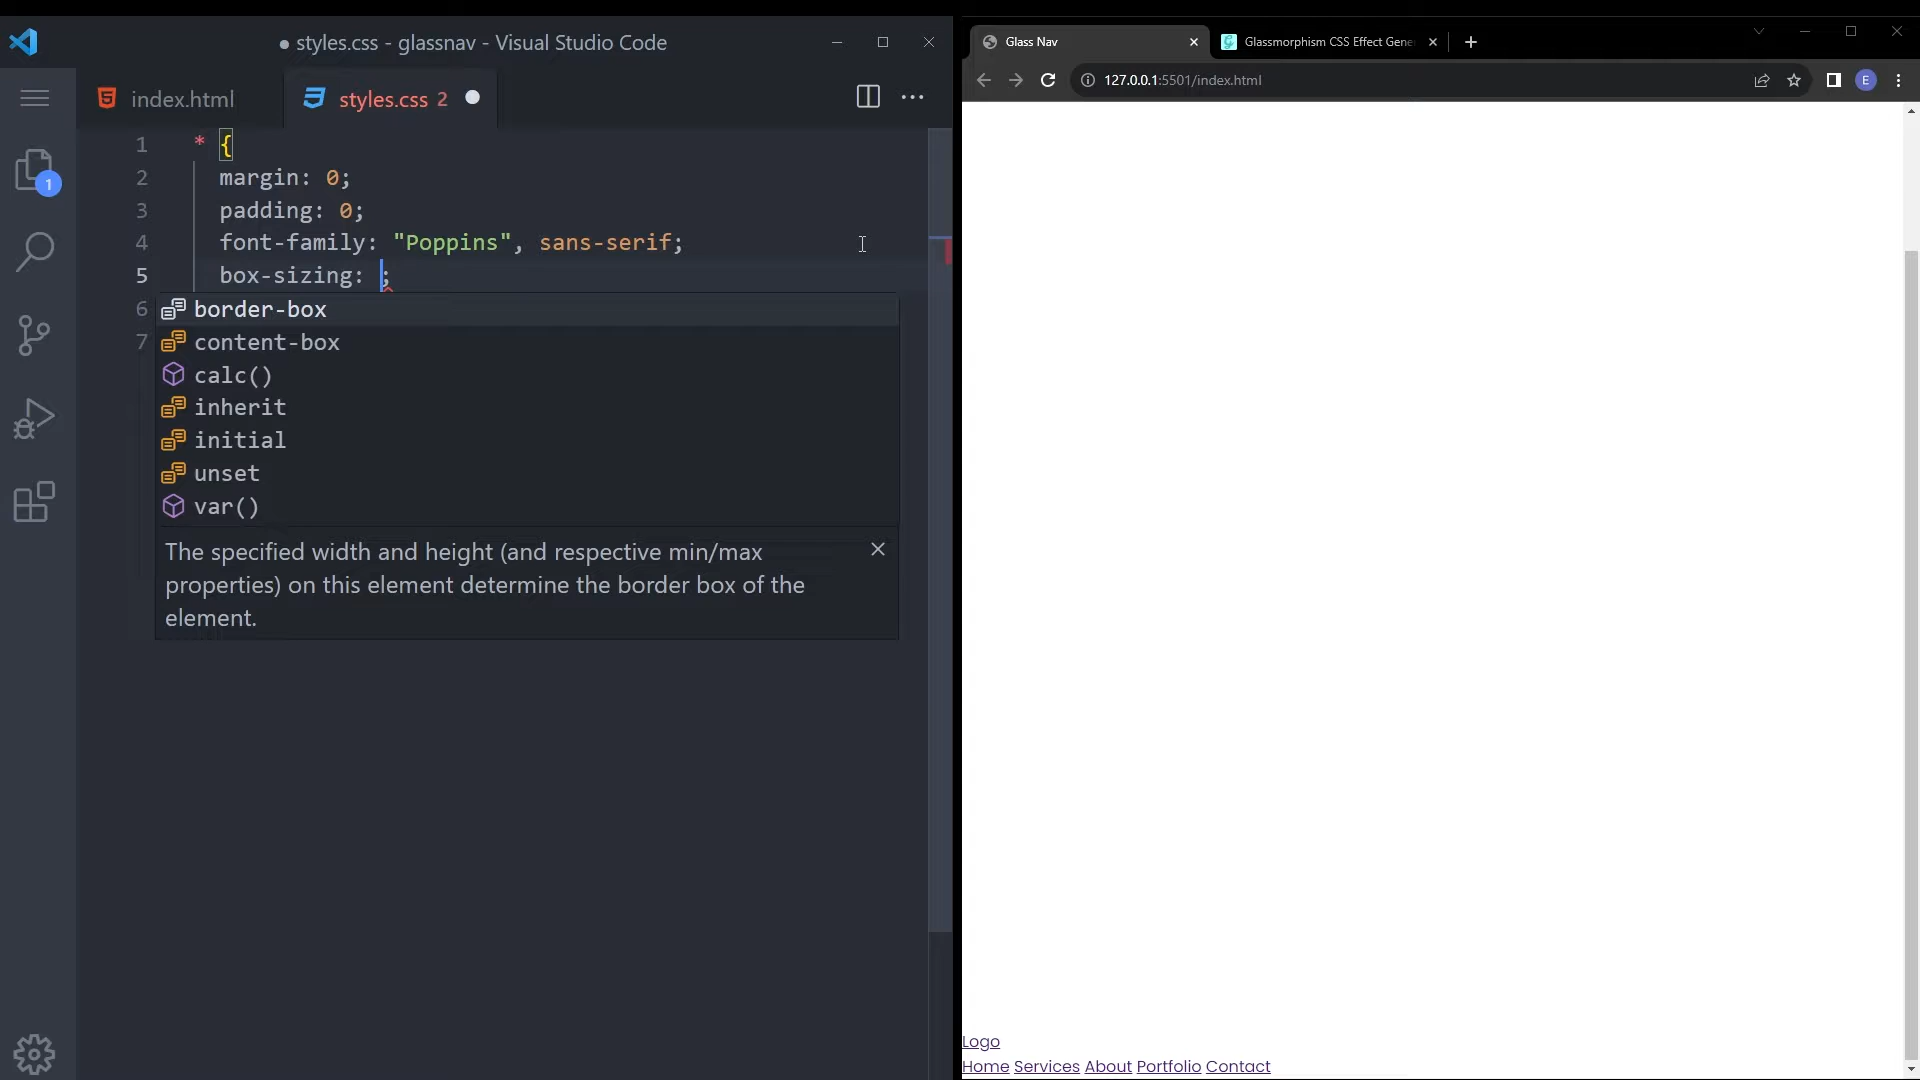 ● styles.css - glassnav - Visual Studio Code
index.html
styles.css 2
1 * {
2 margin: 0;
3 padding: 0;
4 font-family: "Poppins", sans-serif;
5 box-sizing: ;
6
7
border-box
content-box
calc()
inherit
initial
unset
var()
The specified width and height (and respective min/max
properties) on this element determine the border box of the
element.
1
Glass Nav
Glassmorphism CSS Effect Gene
127.0.0.1:5501/index.html
E
Logo
Home Services About Portfolio Contact